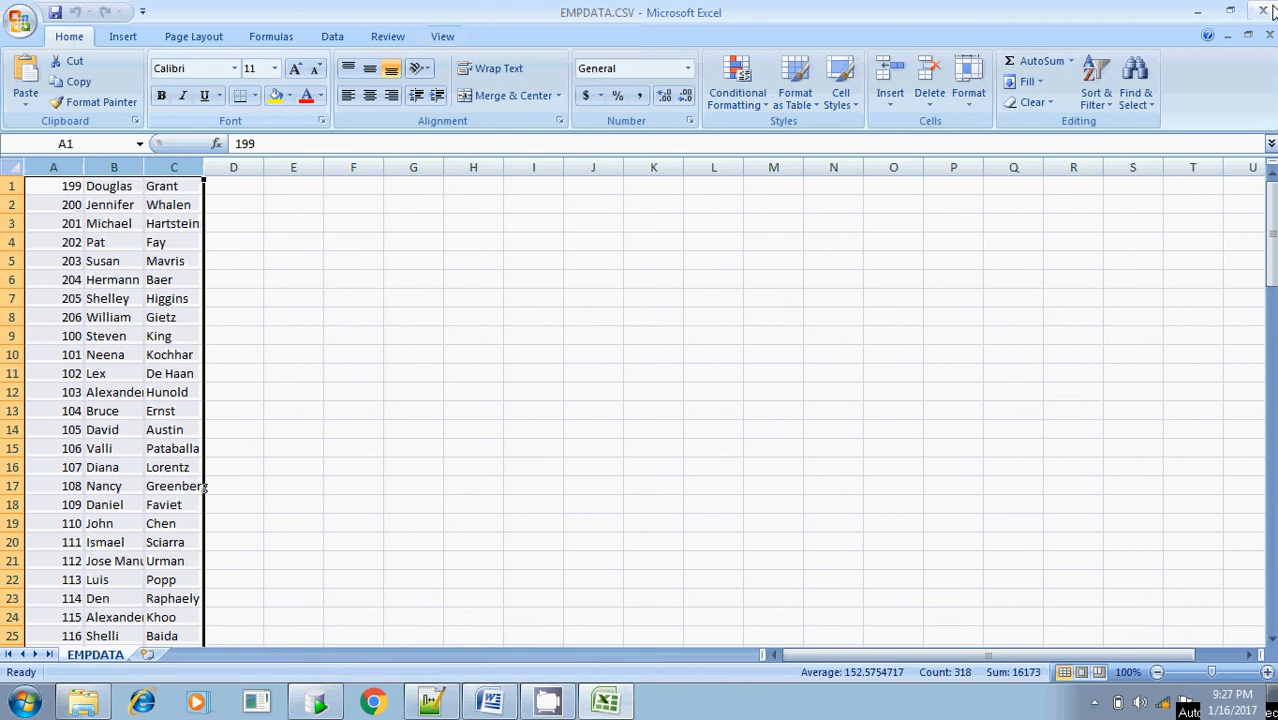 EMPDATA.CSV - Microsoft Excel
Home Insert Page Layout Formulas Data Review View
Paste Cut Copy Format Painter Clipboard
Calibri 11 B I U A A A Font
Wrap Text Merge & Center Alignment
General $ % , Number
Conditional Formatting Format as Table Cell Styles Styles
Insert Delete Format Cells
Σ AutoSum Fill Clear Sort & Filter Find & Select Editing
A1 fx 199
A B C D E F G H I J K L M N O P Q R S T U
1 199 Douglas Grant
2 200 Jennifer Whalen
3 201 Michael Hartstein
4 202 Pat Fay
5 203 Susan Mavris
6 204 Hermann Baer
7 205 Shelley Higgins
8 206 William Gietz
9 100 Steven King
10 101 Neena Kochhar
11 102 Lex De Haan
12 103 Alexander Hunold
13 104 Bruce Ernst
14 105 David Austin
15 106 Valli Pataballa
16 107 Diana Lorentz
17 108 Nancy Greenberg
18 109 Daniel Faviet
19 110 John Chen
20 111 Ismael Sciarra
21 112 Jose Manu Urman
22 113 Luis Popp
23 114 Den Raphaely
24 115 Alexander Khoo
25 116 Shelli Baida
EMPDATA
Ready Average: 152.5754717 Count: 318 Sum: 16173 100%
9:27 PM
1/16/2017